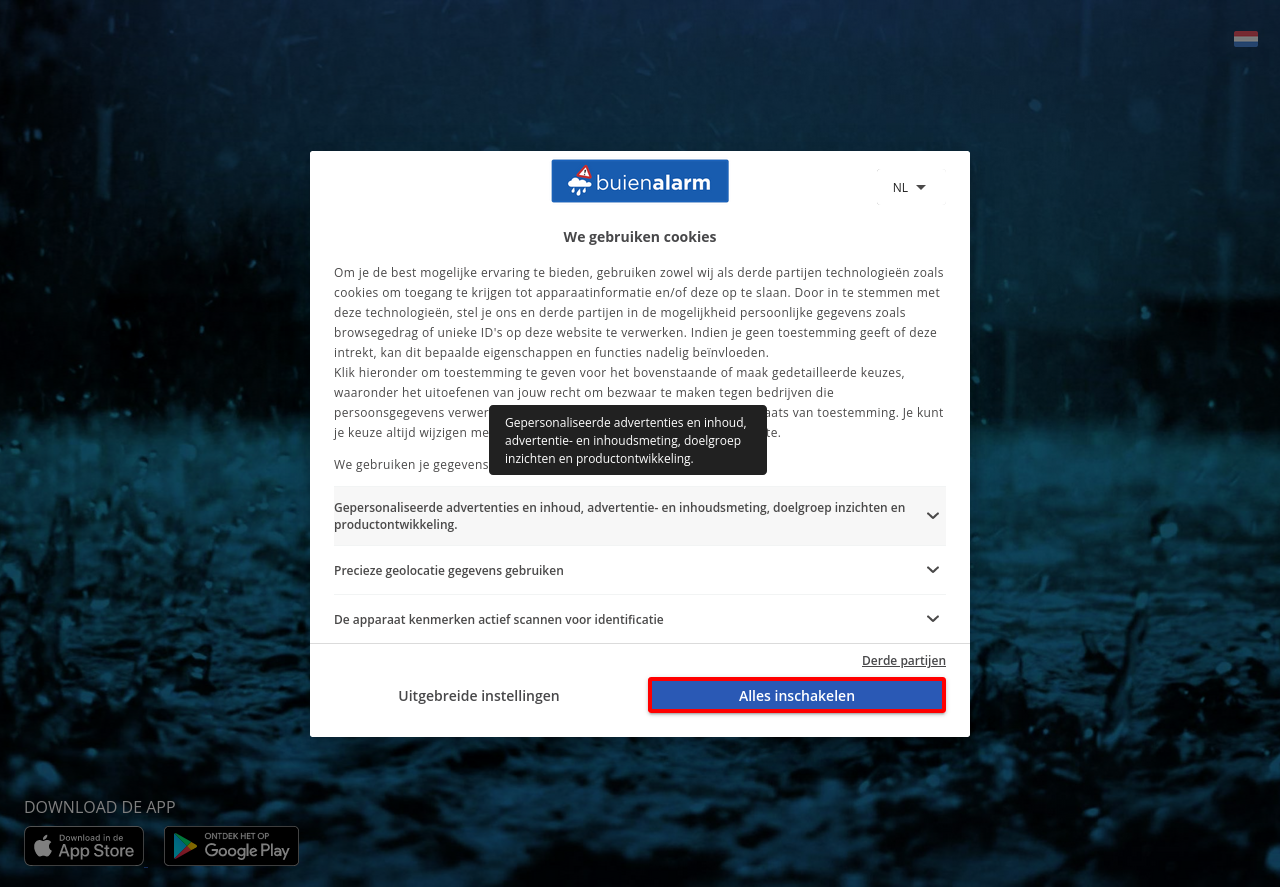 buienalarm
NL
We gebruiken cookies
Om je de best mogelijke ervaring te bieden, gebruiken zowel wij als derde partijen technologieën zoals
cookies om toegang te krijgen tot apparaatinformatie en/of deze op te slaan. Door in te stemmen met
deze technologieën, stel je ons en derde partijen in de mogelijkheid persoonlijke gegevens zoals
browsegedrag of unieke ID's op deze website te verwerken. Indien je geen toestemming geeft of deze
intrekt, kan dit bepaalde eigenschappen en functies nadelig beïnvloeden.
Klik hieronder om toestemming te geven voor het bovenstaande of maak gedetailleerde keuzes,
waaronder het uitoefenen van jouw recht om bezwaar te maken tegen bedrijven die
persoonsgegevens van toestemming. Je kunt
je keuze altijd wijzigen
Gepersonaliseerde advertenties en inhoud,
advertentie- en inhoudsmeting, doelgroep
inzichten en productontwikkeling.
We gebruiken je gegevens
Gepersonaliseerde advertenties en inhoud, advertentie- en inhoudsmeting, doelgroep inzichten en
productontwikkeling.
Precieze geolocatie gegevens gebruiken
De apparaat kenmerken actief scannen voor identificatie
Derde partijen
Uitgebreide instellingen
Alles inschakelen
DOWNLOAD DE APP
Download in de
App Store
ONTDEK HET OP
Google Play